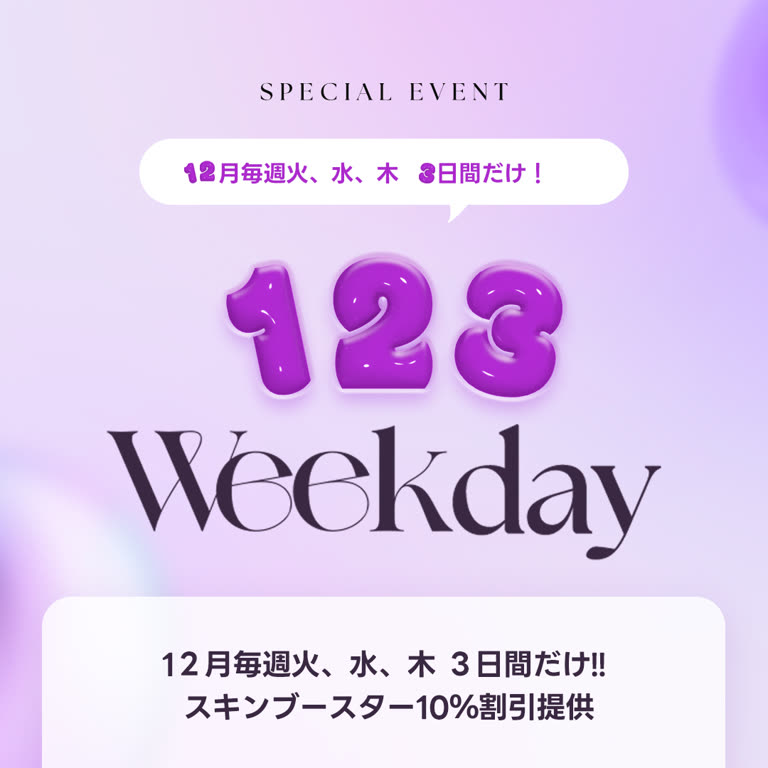 SPECIAL EVENT
12月毎週火、水、木 3日間だけ！
123
Weekday
１２月毎週火、水、木 ３日間だけ!!
スキンブースター10%割引提供